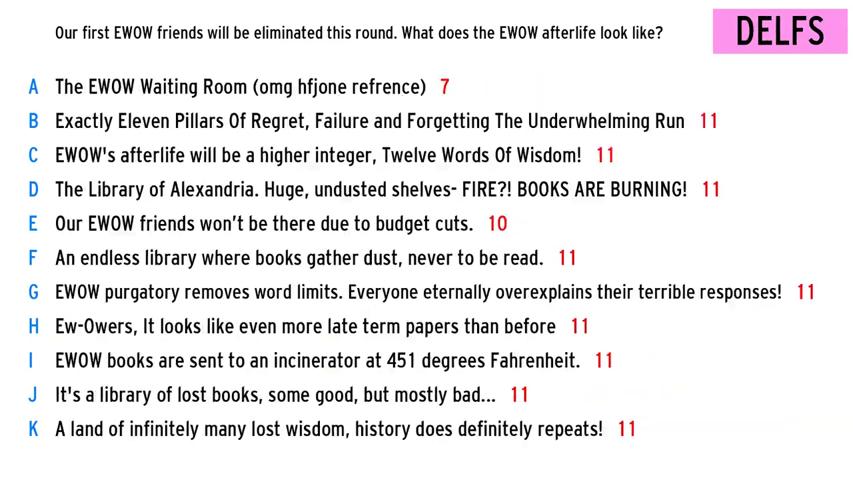 Our first EWOW friends will be eliminated this round. What does the EWOW afterlife look like?
DELFS
A The EWOW Waiting Room (omg hfjone refrence) 7
B Exactly Eleven Pillars Of Regret, Failure and Forgetting The Underwhelming Run 11
C EWOW's afterlife will be a higher integer, Twelve Words Of Wisdom! 11
D The Library of Alexandria. Huge, undusted shelves- FIRE?! BOOKS ARE BURNING! 11
E Our EWOW friends won’t be there due to budget cuts. 10
F An endless library where books gather dust, never to be read. 11
G EWOW purgatory removes word limits. Everyone eternally overexplains their terrible responses! 11
H Ew-Owers, It looks like even more late term papers than before 11
I EWOW books are sent to an incinerator at 451 degrees Fahrenheit. 11
J It's a library of lost books, some good, but mostly bad... 11
K A land of infinitely many lost wisdom, history does definitely repeats! 11